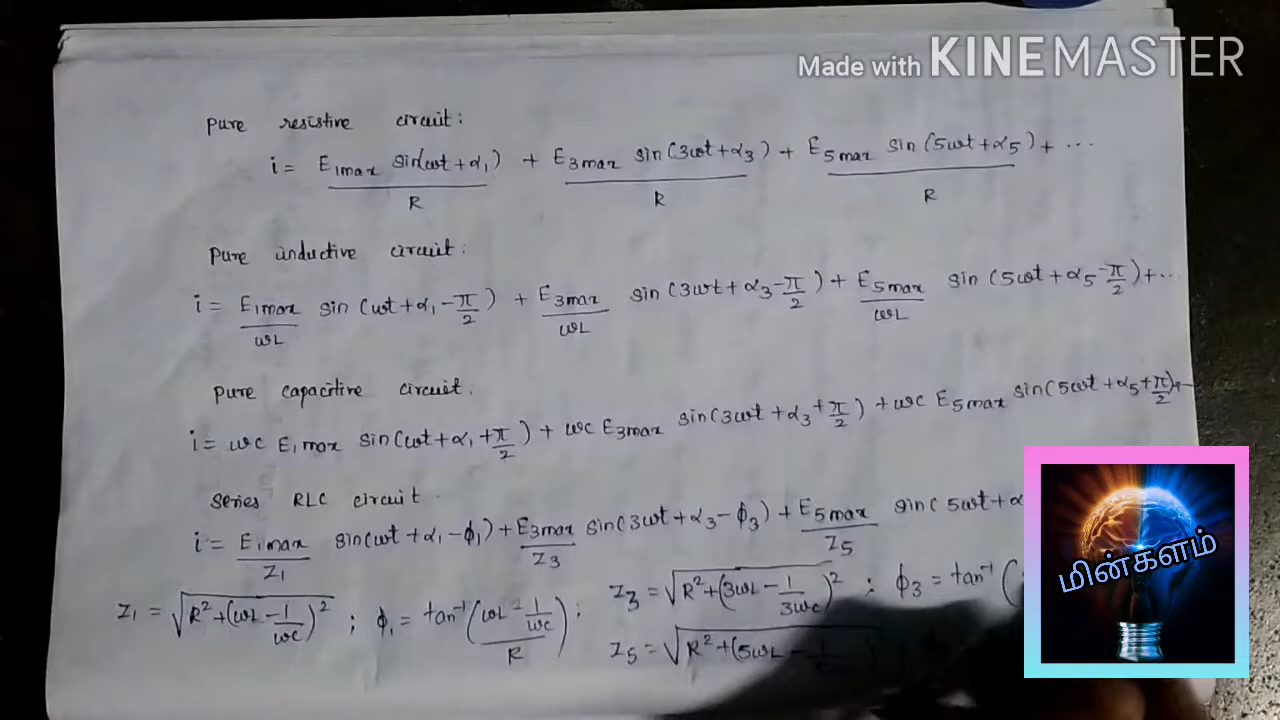 Made with KINEMASTER
Pure resistive circuit:
i = E1max sin(ωt+α1)/R + E3max sin(3ωt+α3)/R + E5max sin(5ωt+α5)/R + ...
Pure inductive circuit:
i = E1max/ωL sin(ωt+α1-π/2) + E3max/ωL sin(3ωt+α3-π/2) + E5max/ωL sin(5ωt+α5-π/2)+...
Pure capacitive circuit.
i = ωc E1max sin(ωt+α1+π/2) + ωc E3max sin(3ωt+α3+π/2) + ωc E5max sin(5ωt+α5+π/2)+--
Series RLC circuit.
i = E1max/Z1 sin(ωt+α1-φ1) + E3max/Z3 sin(3ωt+α3-φ3) + E5max/Z5 sin(5ωt+α
Z1 = √(R²+(ωL-1/ωc)²) ; φ1 = tan⁻¹((ωL-1/ωc)/R) ;
Z3 = √(R²+(3ωL-1/3ωc)²) ; φ3 = tan⁻¹(
Z5 = √(R²+(5ωL-
மின்களம்